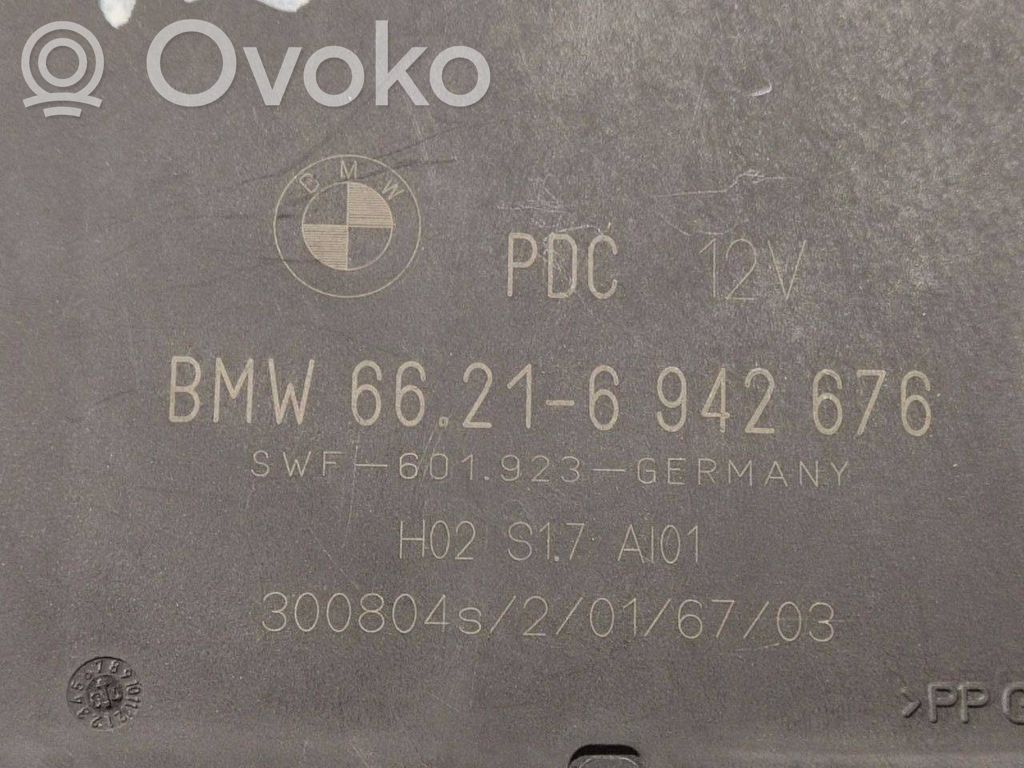 Ovoko
BMW
PDC 12V
BMW 66.21-6 942 676
SWF-601.923-GERMANY
H02 S1.7 AI01
300804s/2/01/67/03
>PP